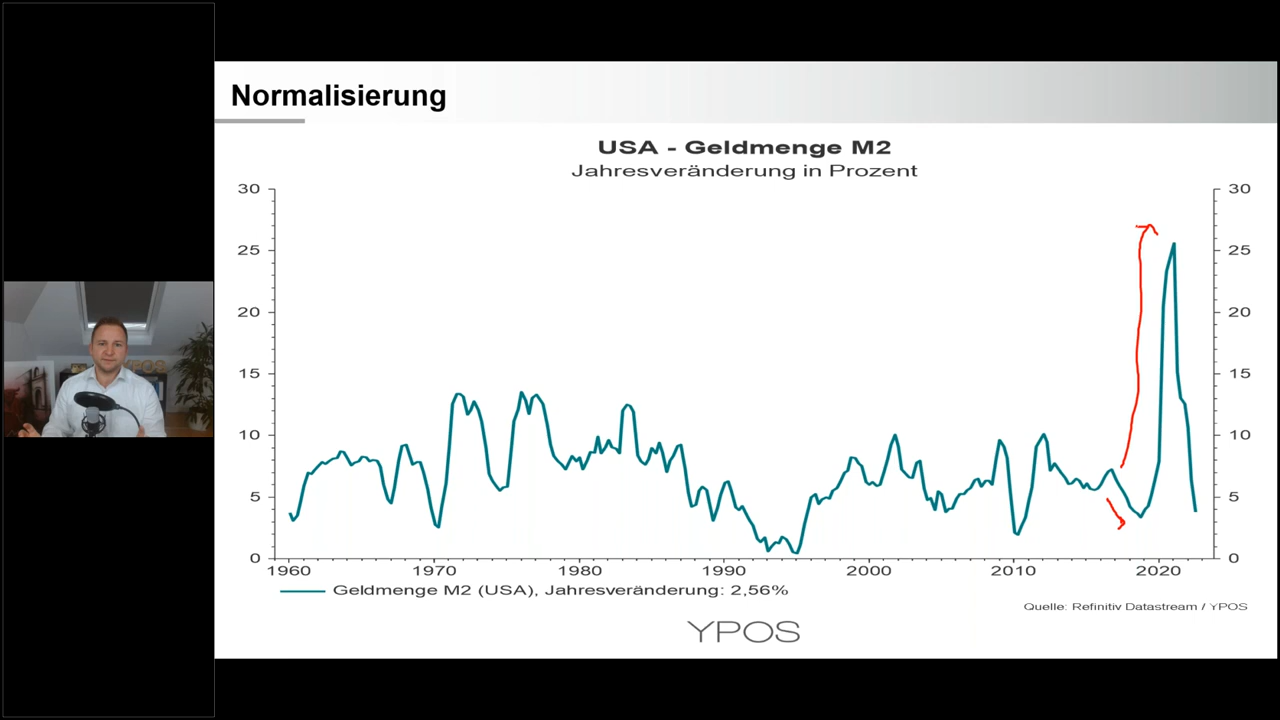 Normalisierung
USA - Geldmenge M2
Jahresveränderung in Prozent
30 30
25 25
20 20
15 15
10 10
5 5
0 0
1960 1970 1980 1990 2000 2010 2020
Geldmenge M2 (USA), Jahresveränderung: 2,56%
Quelle: Refinitiv Datastream / YPOS
YPOS
YPOS